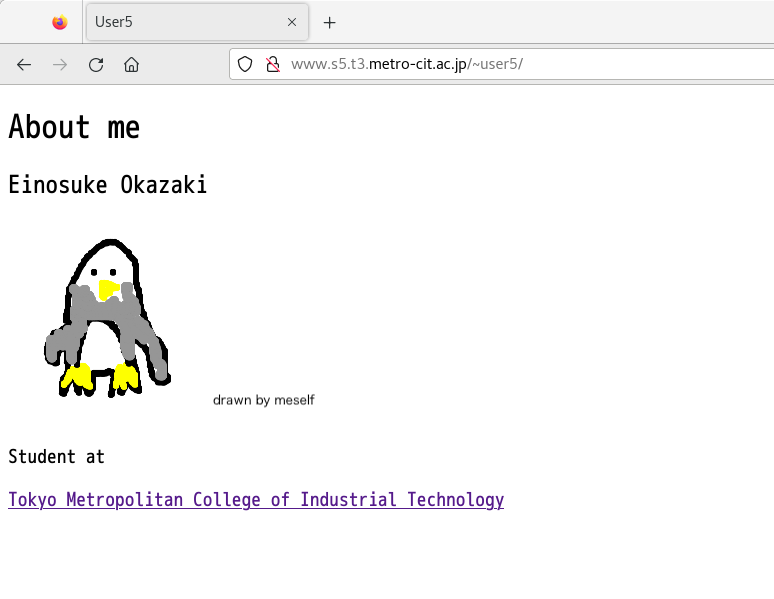 User5
www.s5.t3.metro-cit.ac.jp/~user5/
About me
Einosuke Okazaki
drawn by meself
Student at
Tokyo Metropolitan College of Industrial Technology